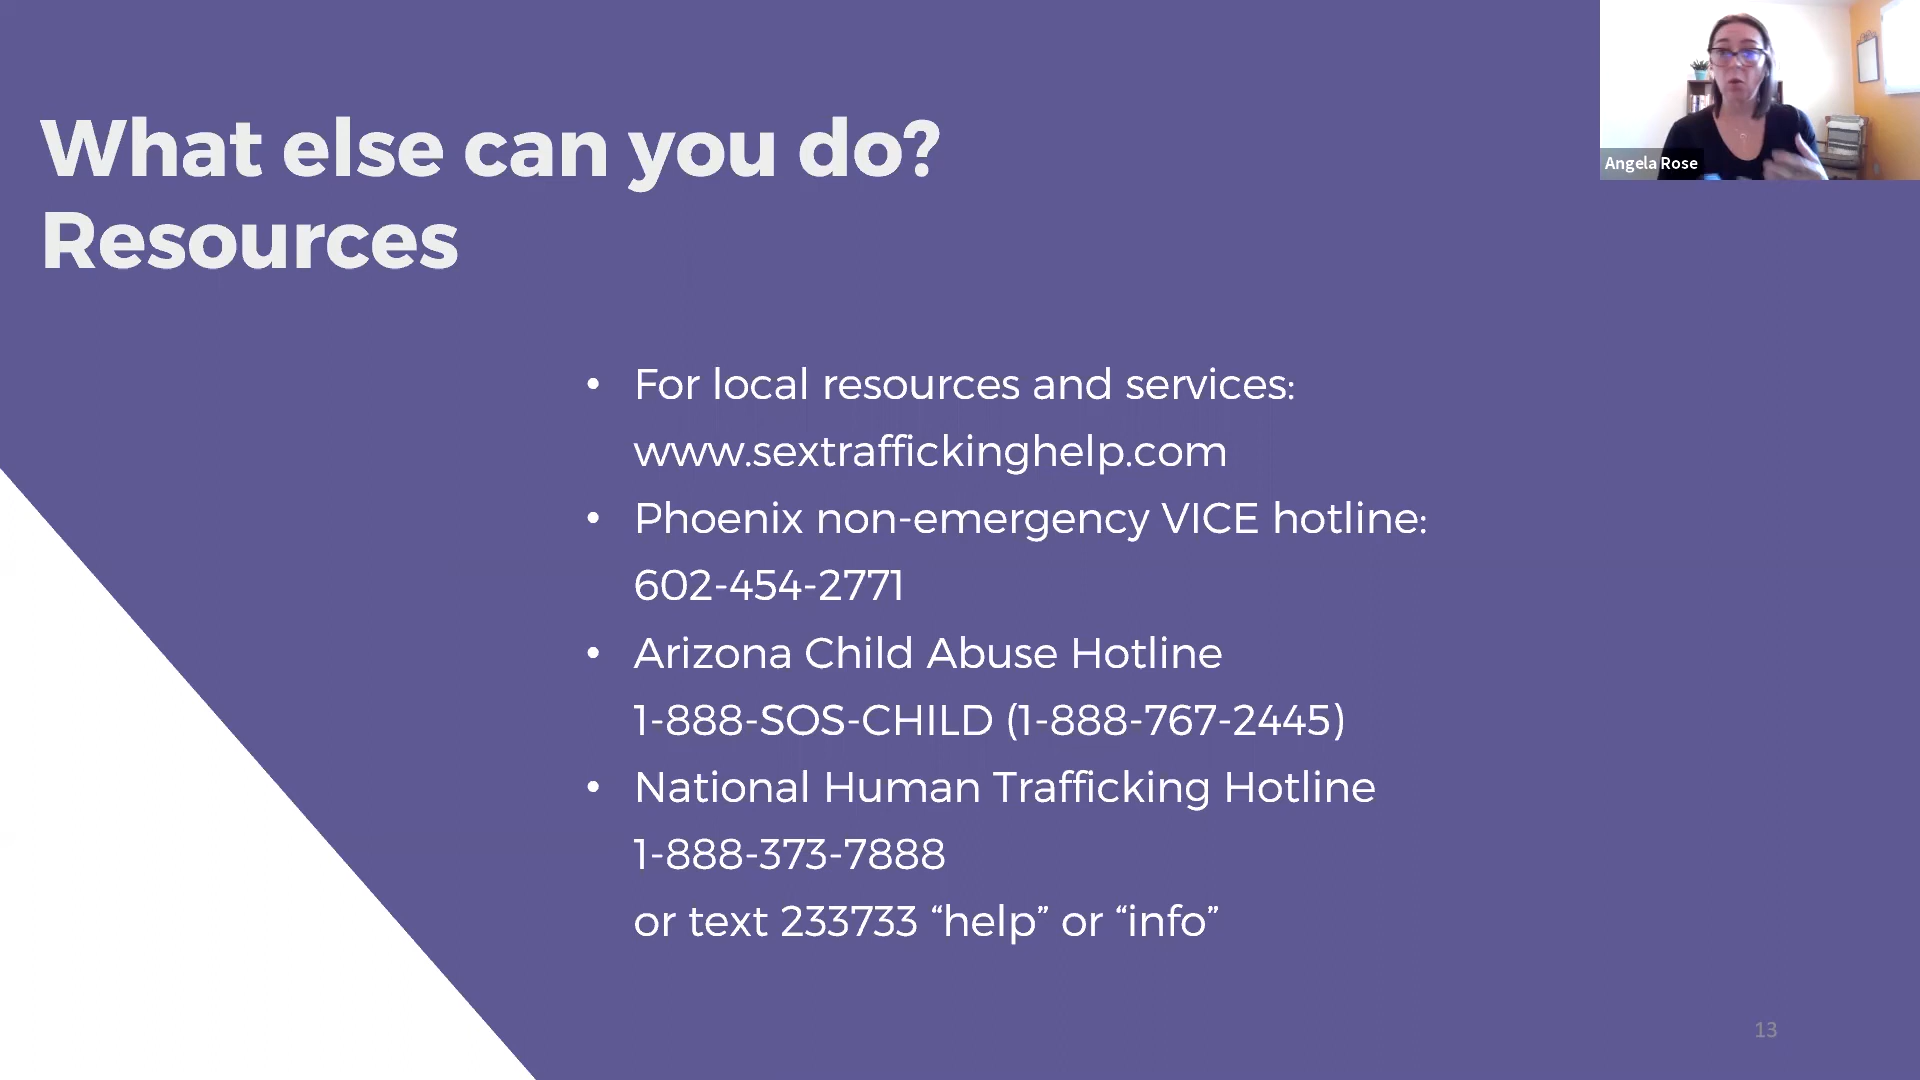 What else can you do?
Resources
Angela Rose
• For local resources and services:
www.sextraffickinghelp.com
• Phoenix non-emergency VICE hotline:
602-454-2771
• Arizona Child Abuse Hotline
1-888-SOS-CHILD (1-888-767-2445)
• National Human Trafficking Hotline
1-888-373-7888
or text 233733 “help” or “info”
13